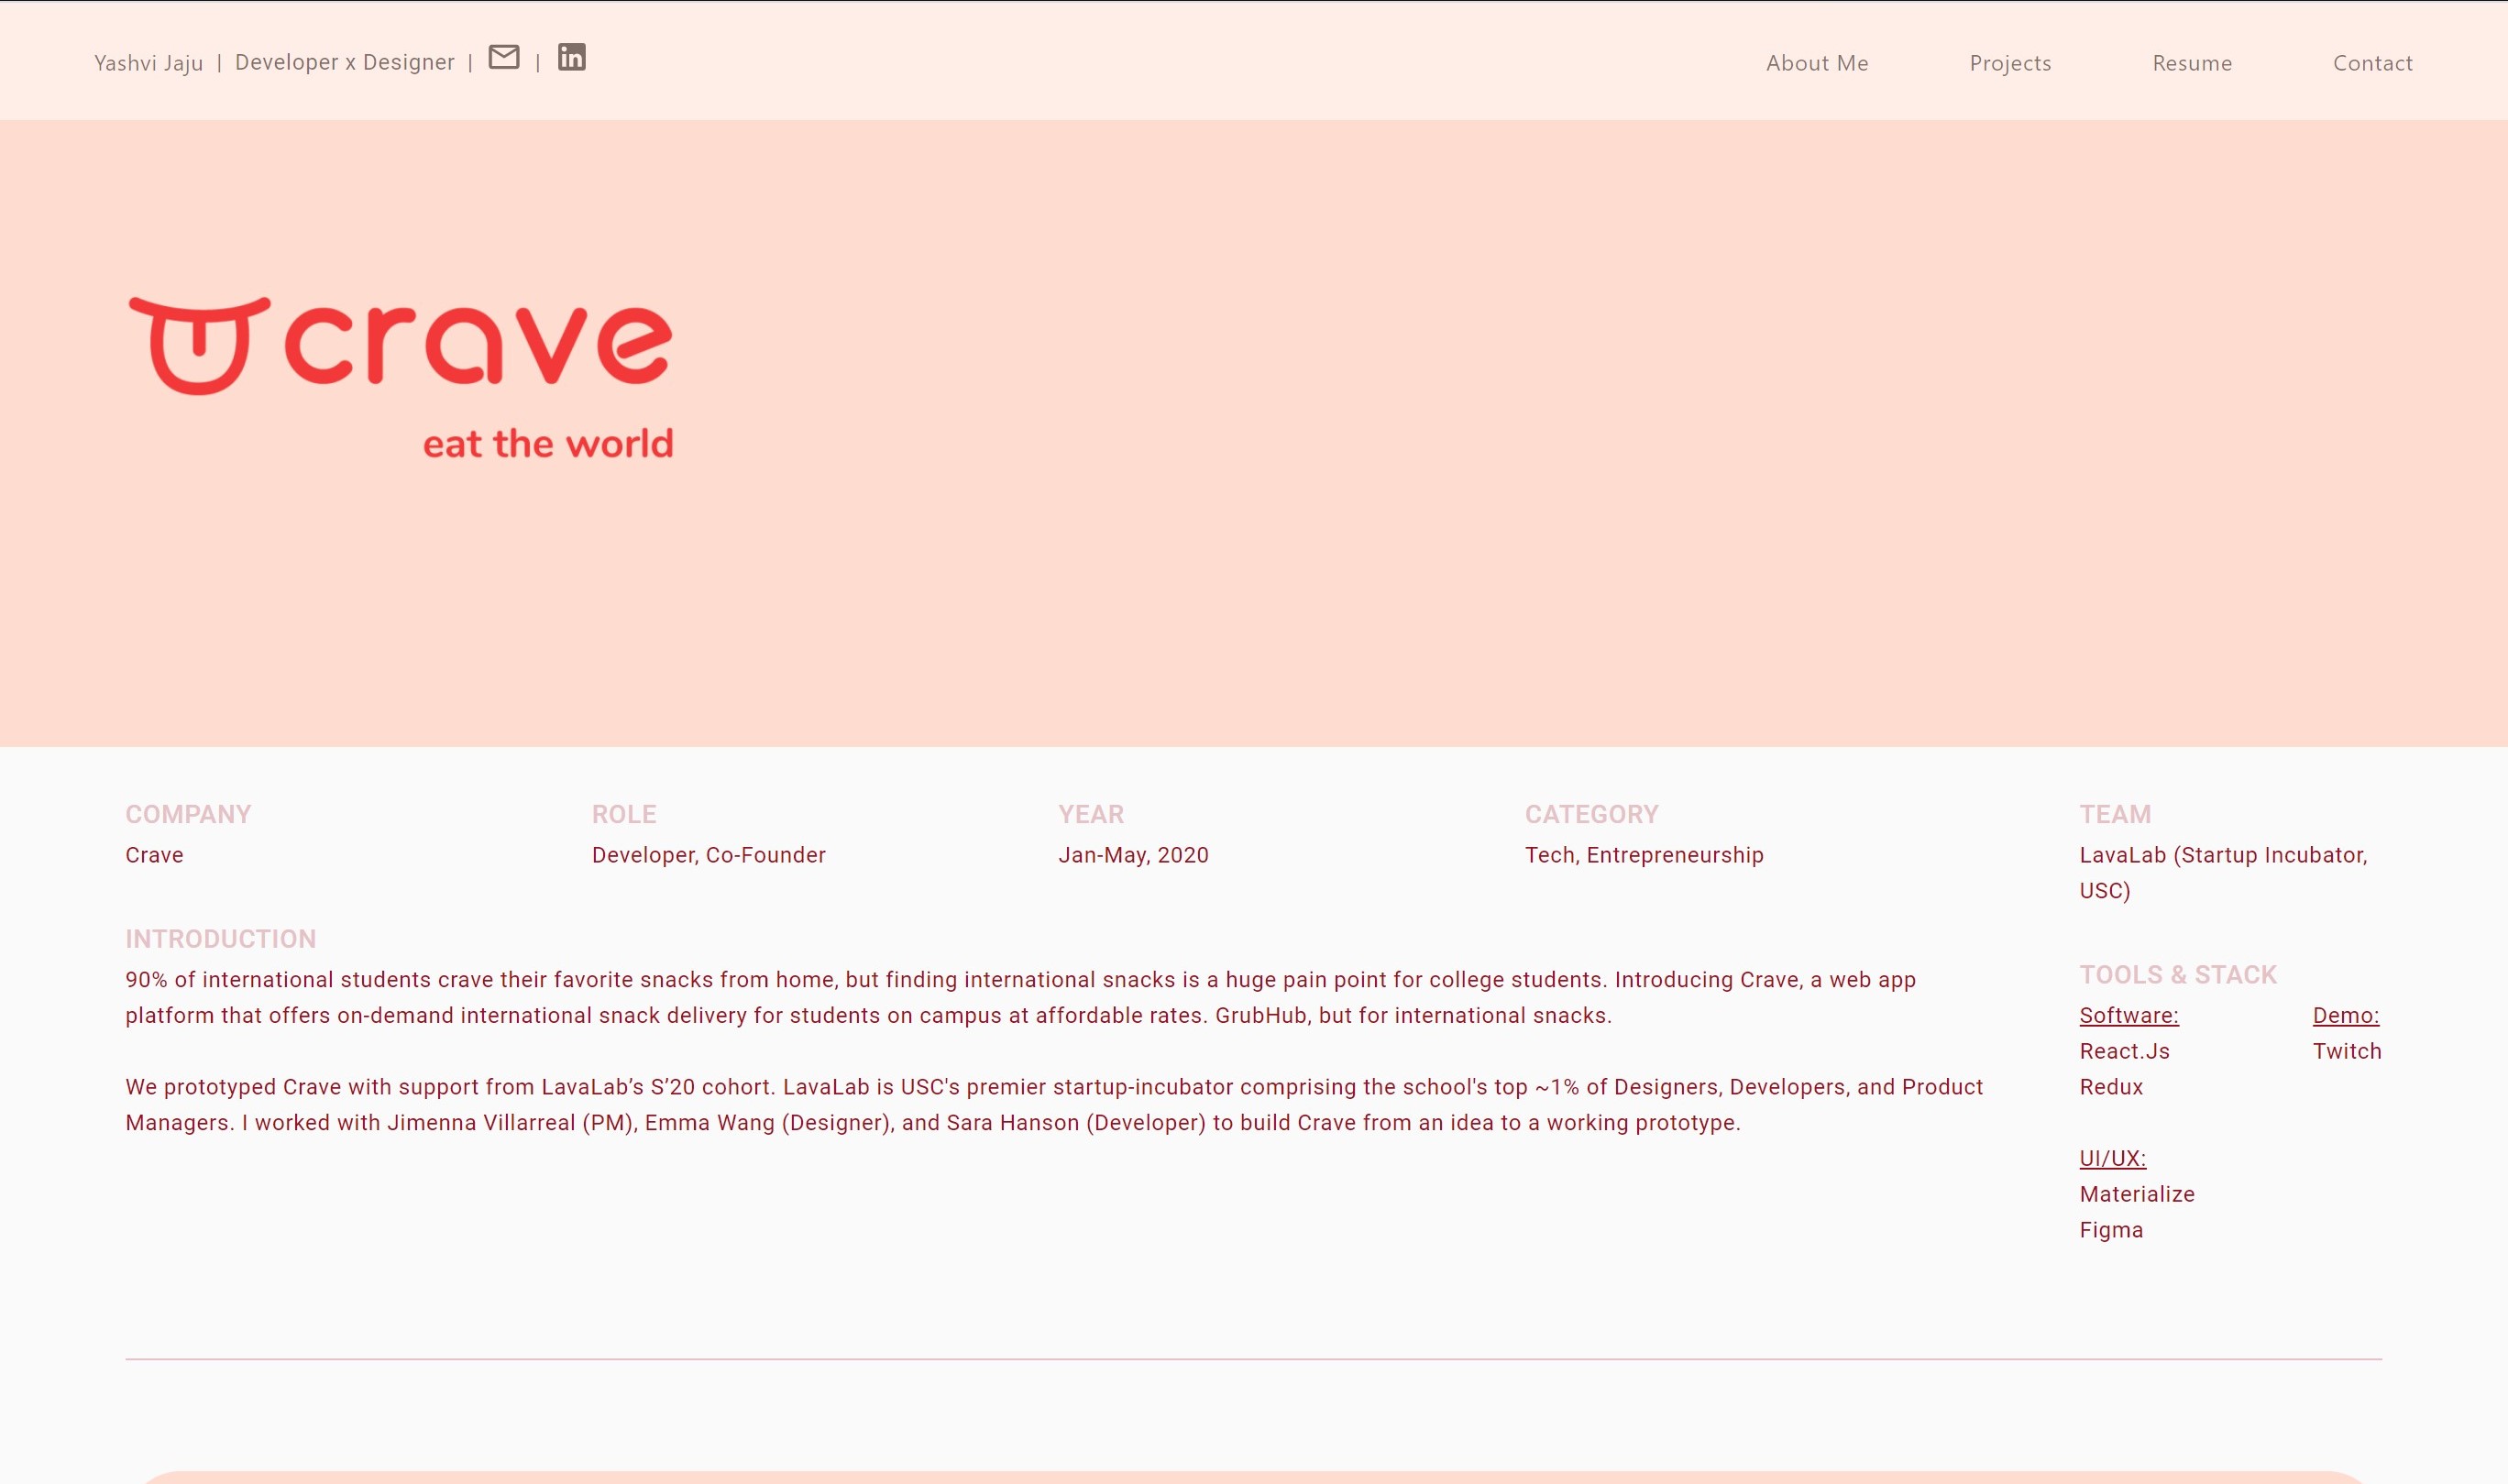 Yashvi Jaju | Developer x Designer | |
About Me Projects Resume Contact
crave
eat the world
COMPANY
Crave
ROLE
Developer, Co-Founder
YEAR
Jan-May, 2020
CATEGORY
Tech, Entrepreneurship
TEAM
LavaLab (Startup Incubator,
USC)
INTRODUCTION
90% of international students crave their favorite snacks from home, but finding international snacks is a huge pain point for college students. Introducing Crave, a web app
platform that offers on-demand international snack delivery for students on campus at affordable rates. GrubHub, but for international snacks.
We prototyped Crave with support from LavaLab’s S’20 cohort. LavaLab is USC's premier startup-incubator comprising the school's top ~1% of Designers, Developers, and Product
Managers. I worked with Jimenna Villarreal (PM), Emma Wang (Designer), and Sara Hanson (Developer) to build Crave from an idea to a working prototype.
TOOLS & STACK
Software:
React.Js
Redux
UI/UX:
Materialize
Figma
Demo:
Twitch